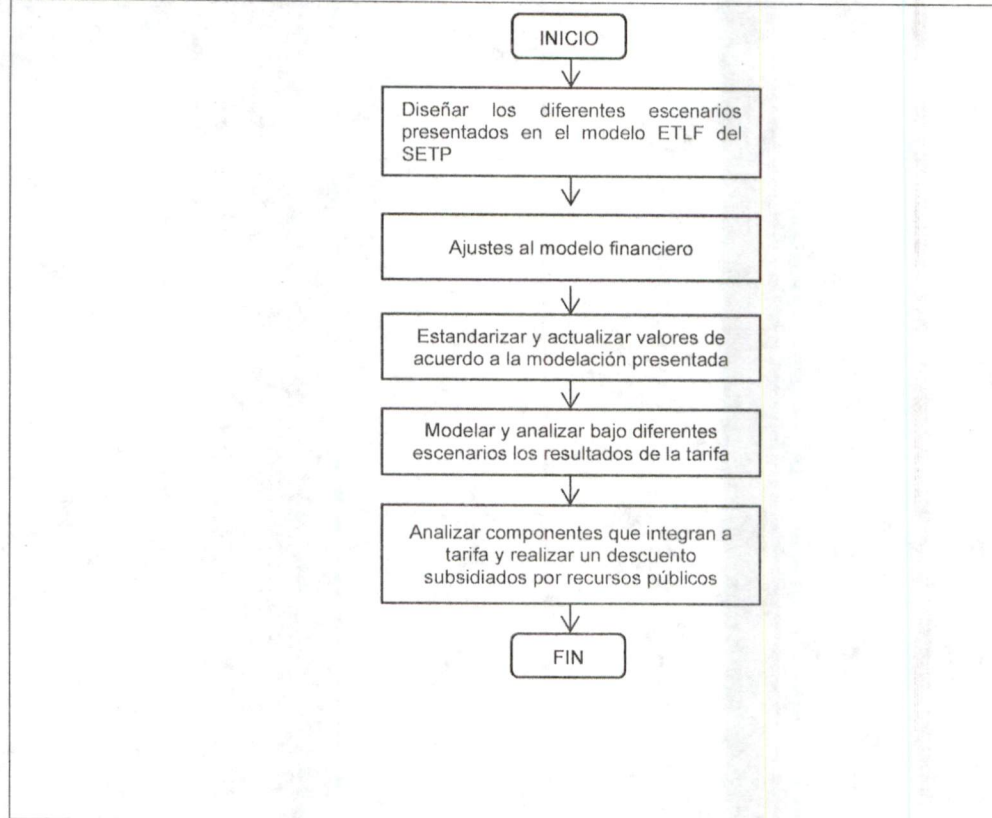 INICIO
Diseñar los diferentes escenarios
presentados en el modelo ETLF del
SETP
Ajustes al modelo financiero
Estandarizar y actualizar valores de
acuerdo a la modelación presentada
Modelar y analizar bajo diferentes
escenarios los resultados de la tarifa
Analizar componentes que integran a
tarifa y realizar un descuento
subsidiados por recursos públicos
FIN